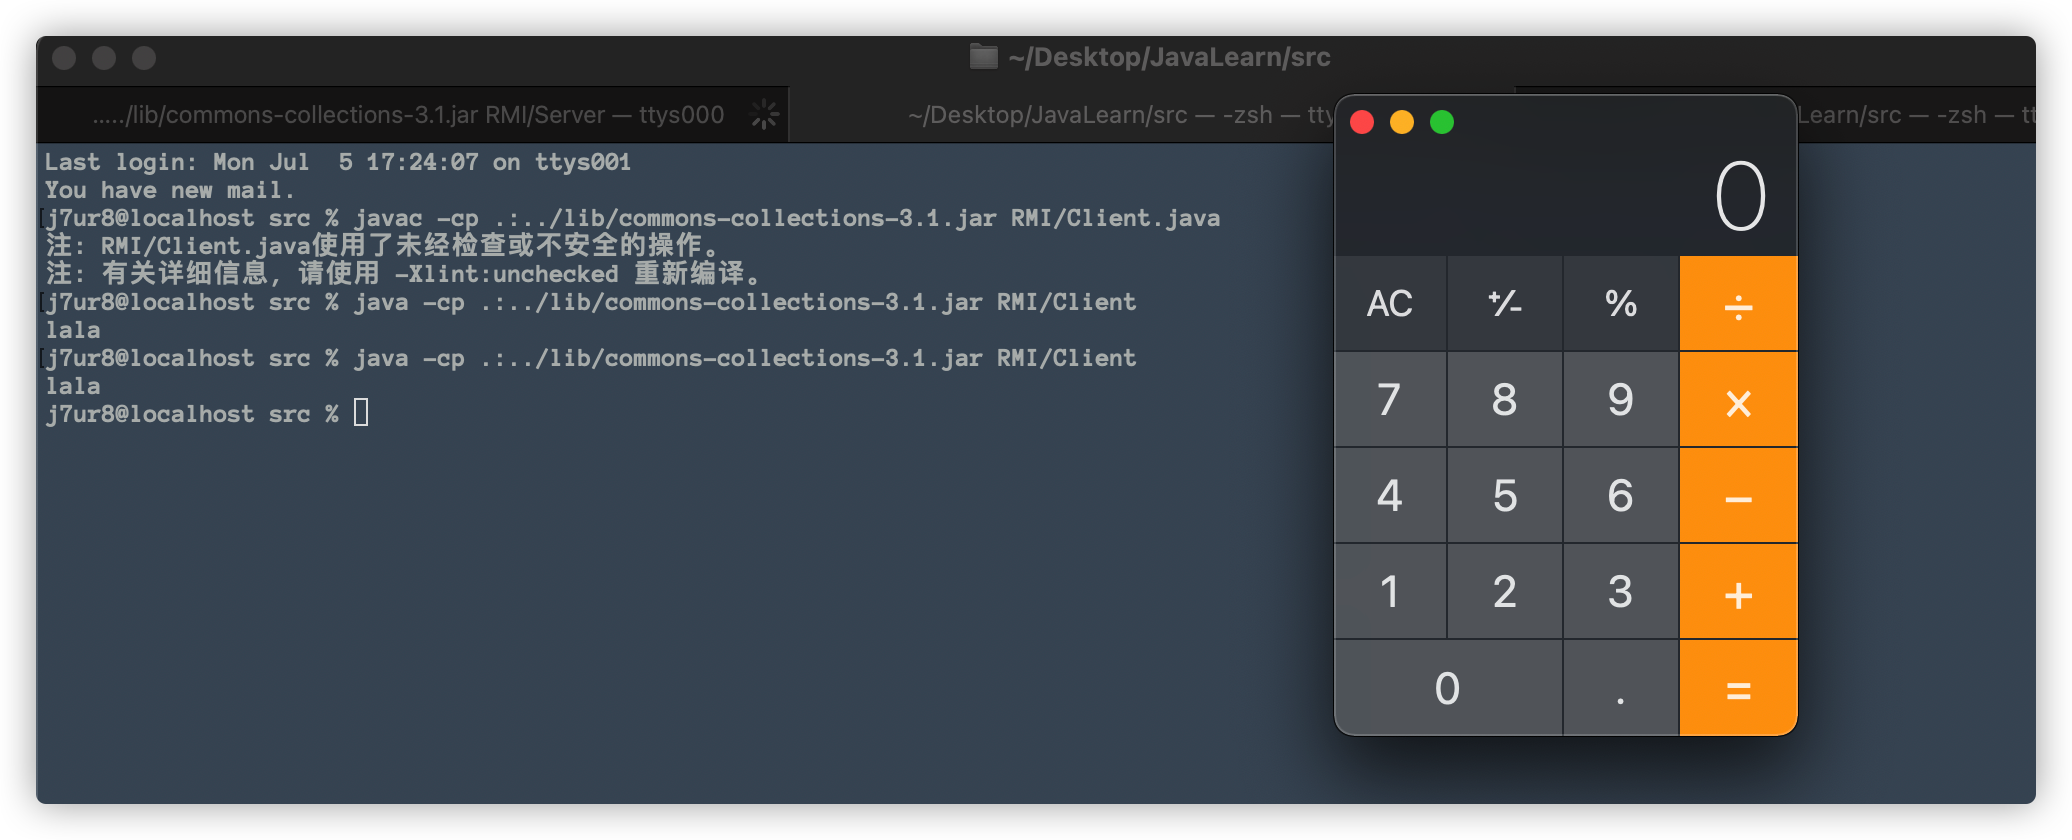 ~/Desktop/JavaLearn/src
...../lib/commons-collections-3.1.jar RMI/Server — ttys000
~/Desktop/JavaLearn/src — -zsh — tty
Learn/src — -zsh — tt
Last login: Mon Jul  5 17:24:07 on ttys001
You have new mail.
[j7ur8@localhost src % javac -cp .:../lib/commons-collections-3.1.jar RMI/Client.java
注: RMI/Client.java使用了未经检查或不安全的操作。
注: 有关详细信息, 请使用 -Xlint:unchecked 重新编译。
[j7ur8@localhost src % java -cp .:../lib/commons-collections-3.1.jar RMI/Client
lala
[j7ur8@localhost src % java -cp .:../lib/commons-collections-3.1.jar RMI/Client
lala
j7ur8@localhost src %
0
AC ⁺⁄₋ % ÷
7 8 9 ×
4 5 6 −
1 2 3 +
0 . =